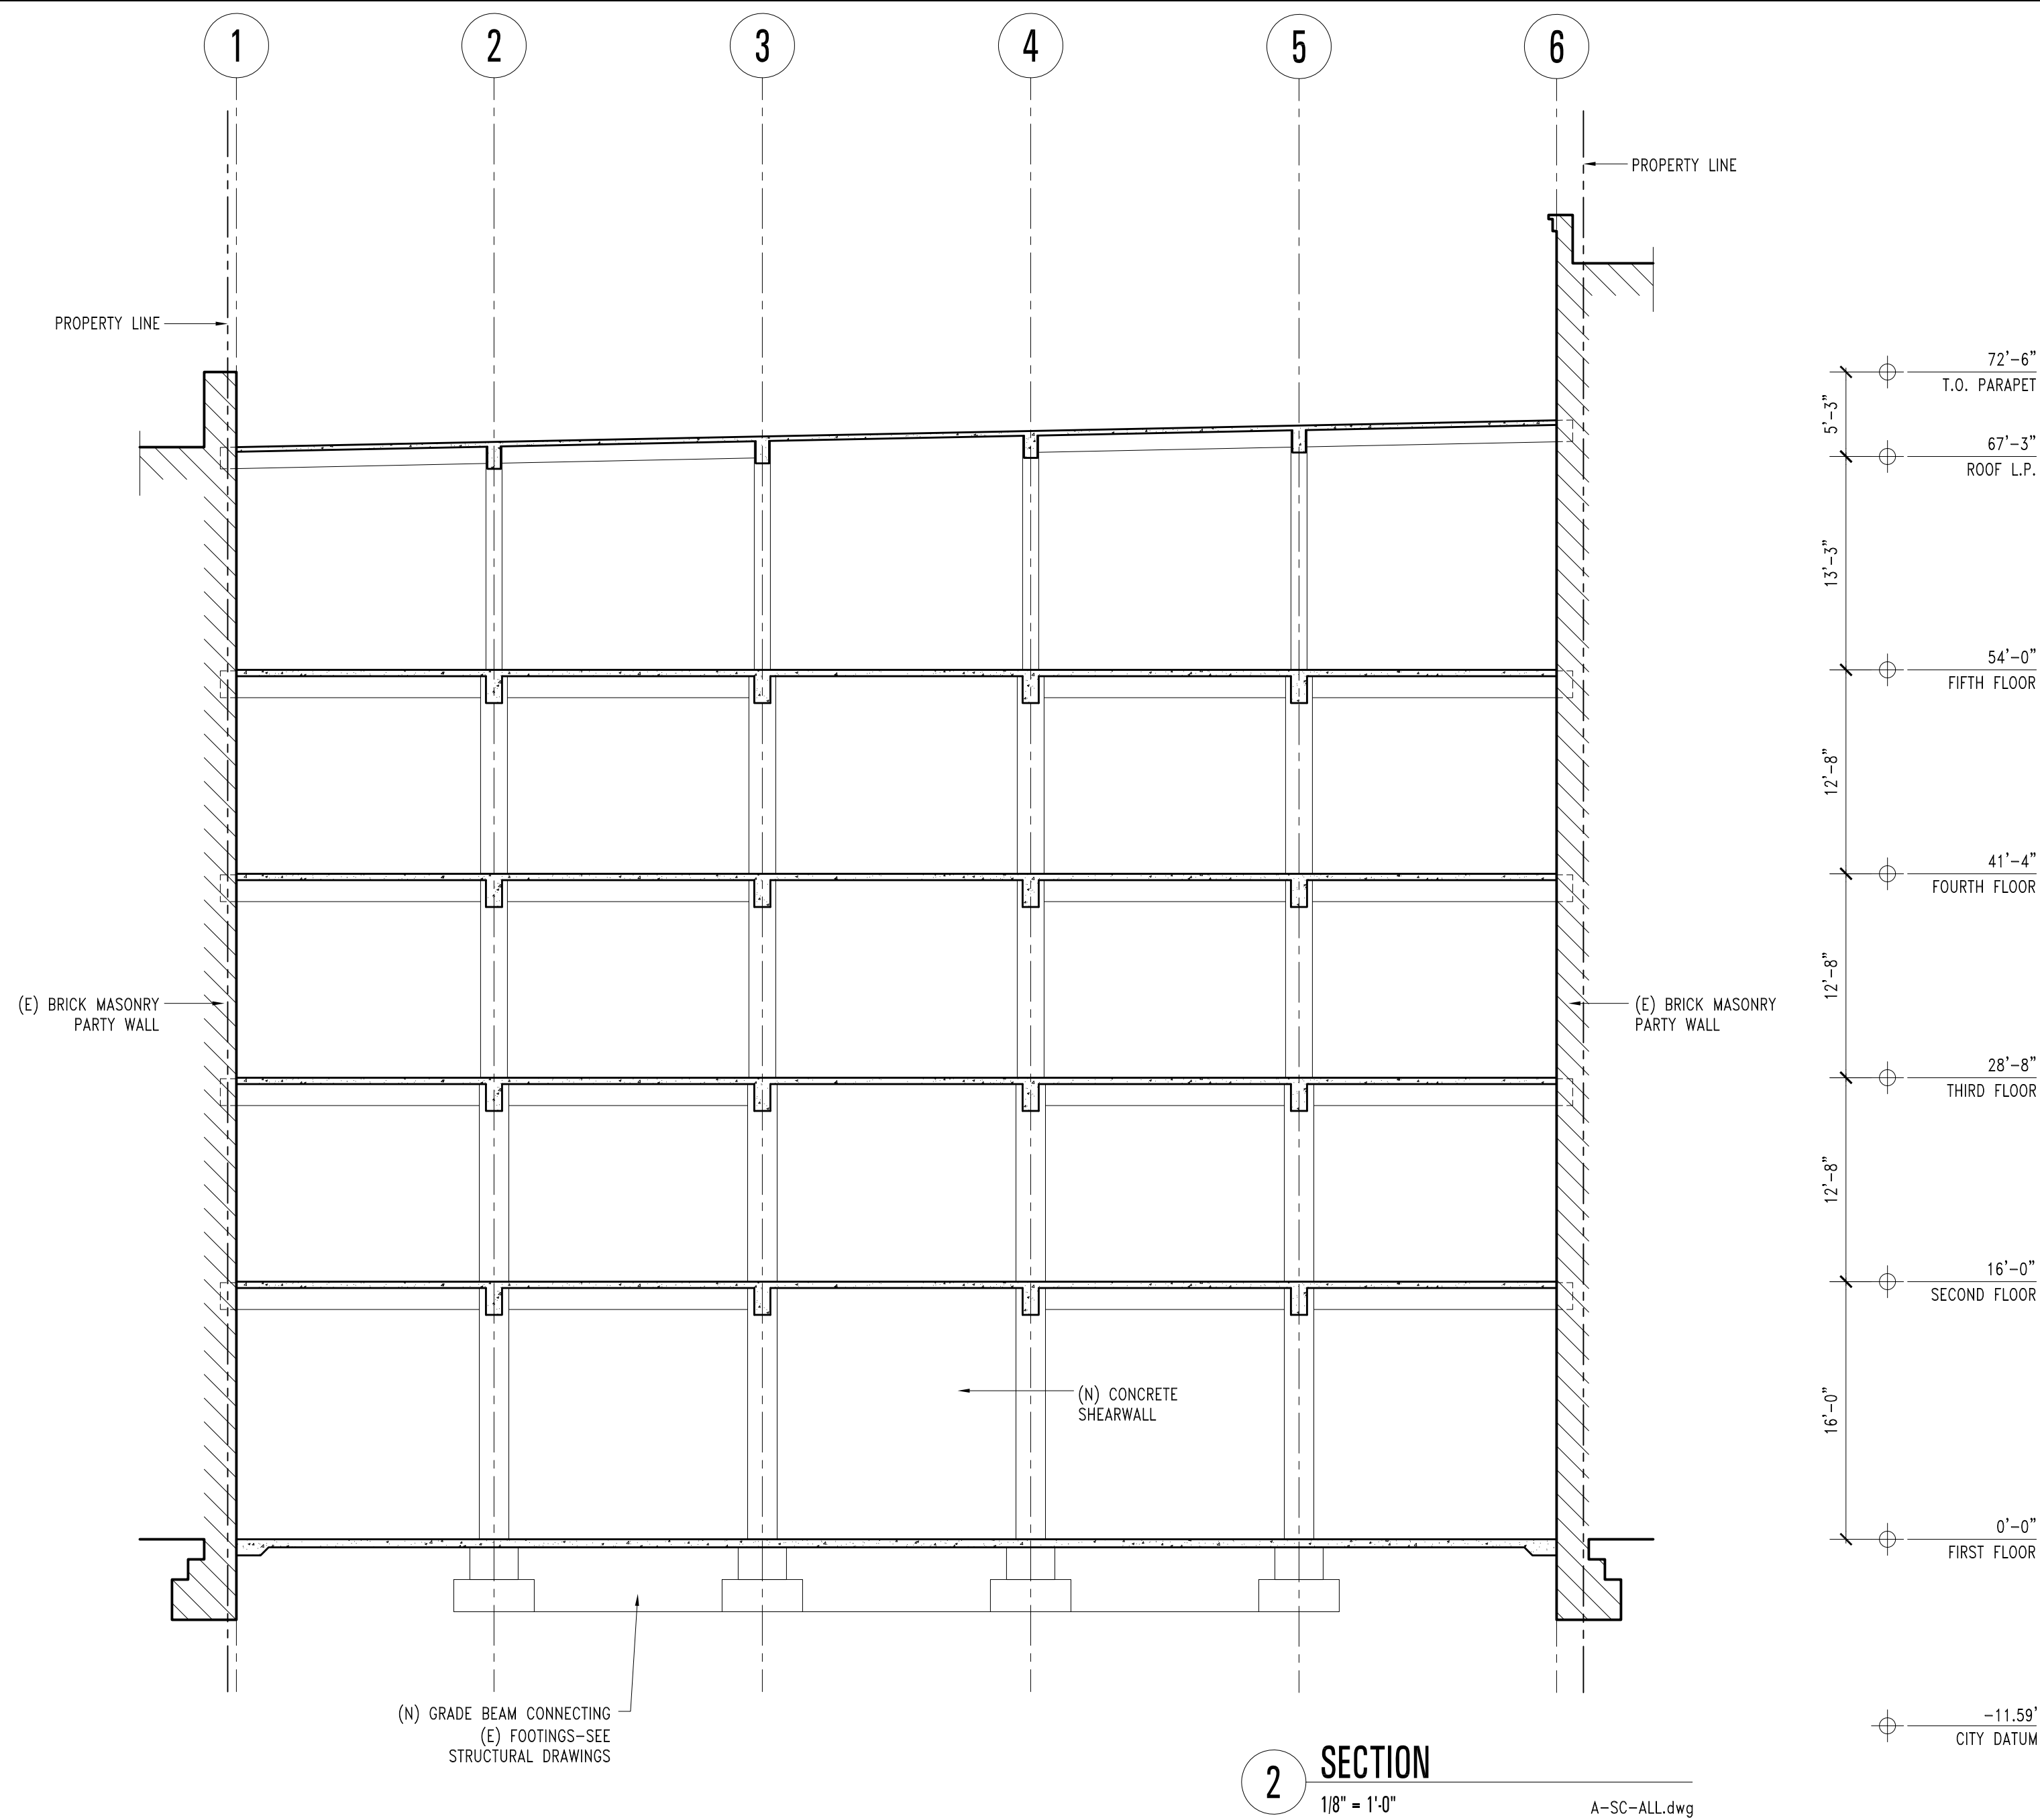 1 2 3 4 5 6
PROPERTY LINE
PROPERTY LINE
72'-6"
T.O. PARAPET
5'-3"
67'-3"
ROOF L.P.
13'-3"
54'-0"
FIFTH FLOOR
12'-8"
41'-4"
FOURTH FLOOR
12'-8"
(E) BRICK MASONRY
PARTY WALL
(E) BRICK MASONRY
PARTY WALL
28'-8"
THIRD FLOOR
12'-8"
16'-0"
SECOND FLOOR
(N) CONCRETE
SHEARWALL
16'-0"
0'-0"
FIRST FLOOR
(N) GRADE BEAM CONNECTING
(E) FOOTINGS-SEE
STRUCTURAL DRAWINGS
-11.59'
CITY DATUM
2 SECTION
1/8" = 1'-0"
A-SC-ALL.dwg